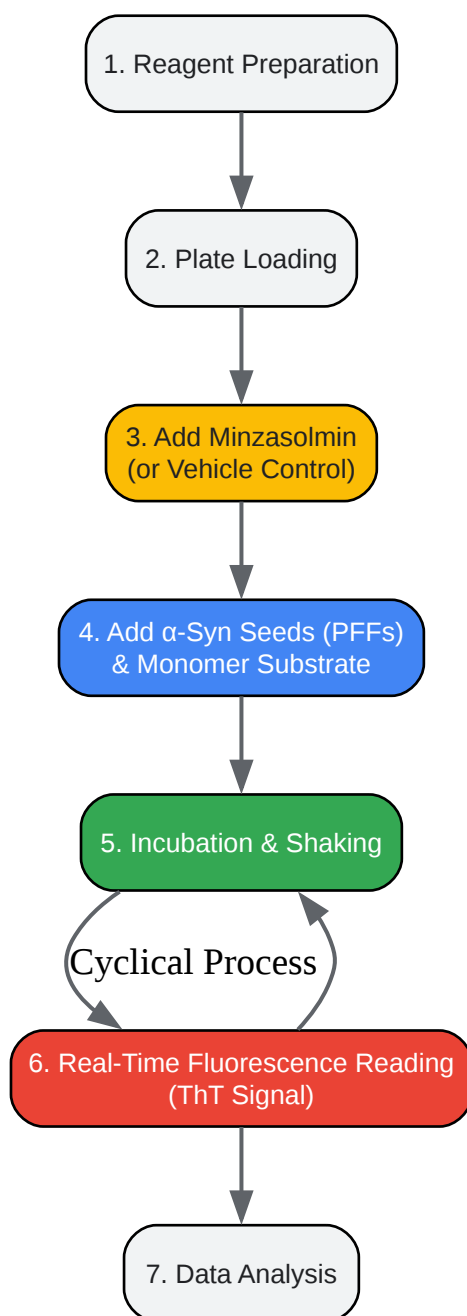 1. Reagent Preparation
2. Plate Loading
3. Add Minzasolmin
(or Vehicle Control)
4. Add α-Syn Seeds (PFFs)
& Monomer Substrate
5. Incubation & Shaking
Cyclical Process
6. Real-Time Fluorescence Reading
(ThT Signal)
7. Data Analysis